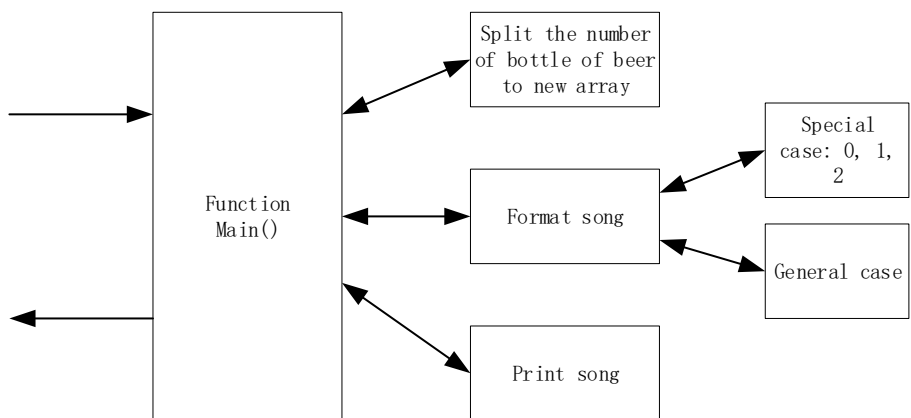 Function
Main()
Split the number
of bottle of beer
to new array
Format song
Special
case: 0, 1,
2
General case
Print song